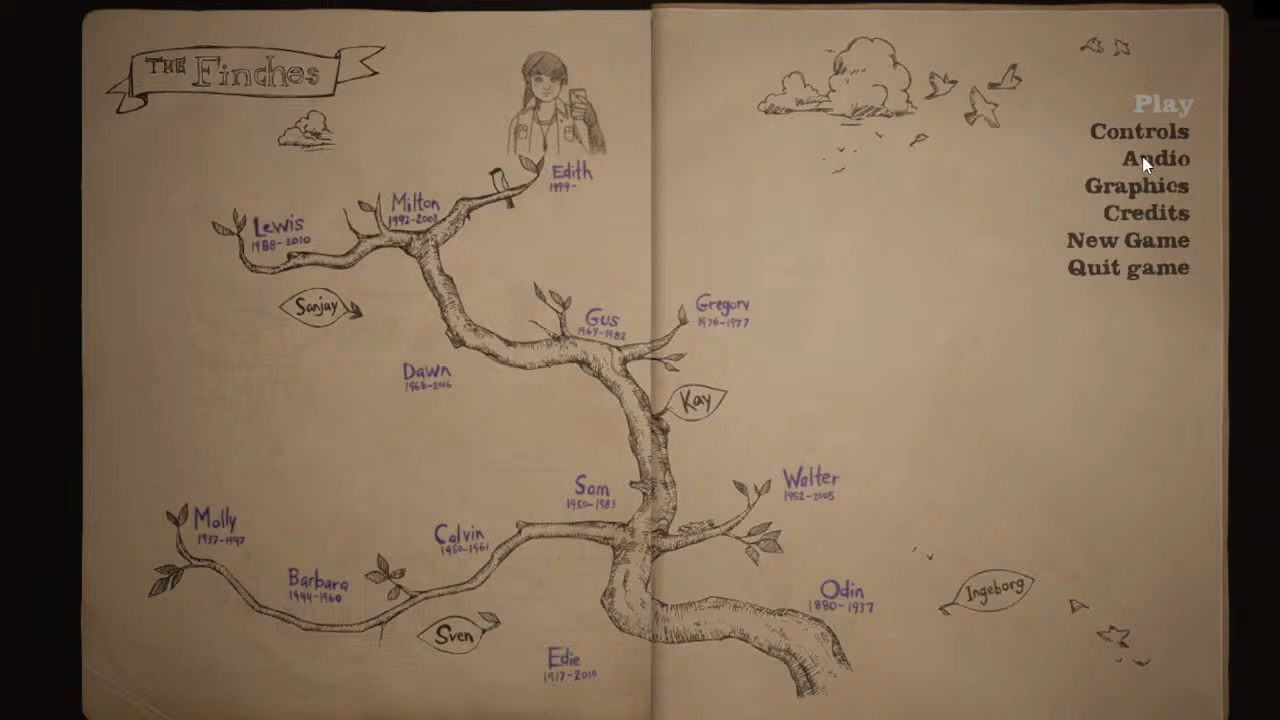 THE Finches
Edith
1999-
Milton
1992-2003
Lewis
1988-2010
Sanjay
Gus
1969-1982
Gregory
1976-1977
Dawn
1968-2016
Kay
Sam
1950-1983
Walter
1952-2005
Molly
1937-1947
Calvin
1950-1961
Barbara
1944-1960
Odin
1880-1937
Ingeborg
Sven
Edie
1917-2010
Play
Controls
Audio
Graphics
Credits
New Game
Quit game